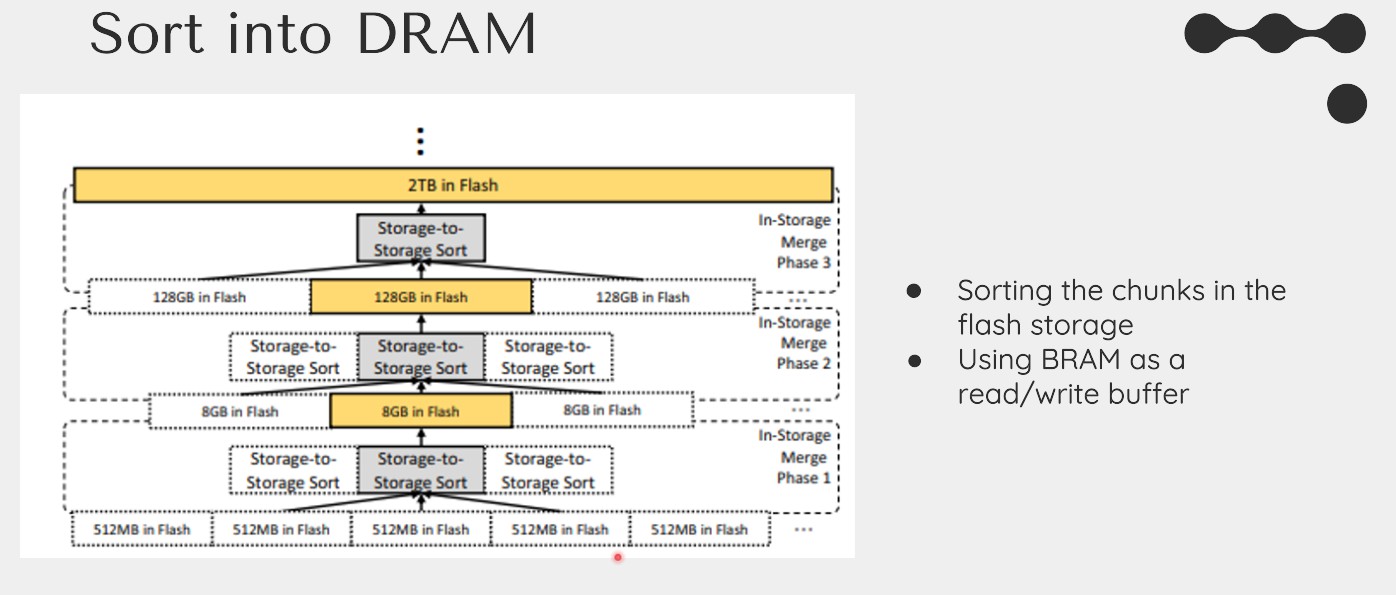 Sort into DRAM
⋮
2TB in Flash
Storage-to-
Storage Sort
In-Storage
Merge
Phase 3
128GB in Flash
128GB in Flash
128GB in Flash
...
Storage-to-
Storage Sort
Storage-to-
Storage Sort
Storage-to-
Storage Sort
In-Storage
Merge
Phase 2
8GB in Flash
8GB in Flash
8GB in Flash
...
Storage-to-
Storage Sort
Storage-to-
Storage Sort
Storage-to-
Storage Sort
In-Storage
Merge
Phase 1
512MB in Flash
512MB in Flash
512MB in Flash
512MB in Flash
512MB in Flash
...
● Sorting the chunks in the
flash storage
● Using BRAM as a
read/write buffer